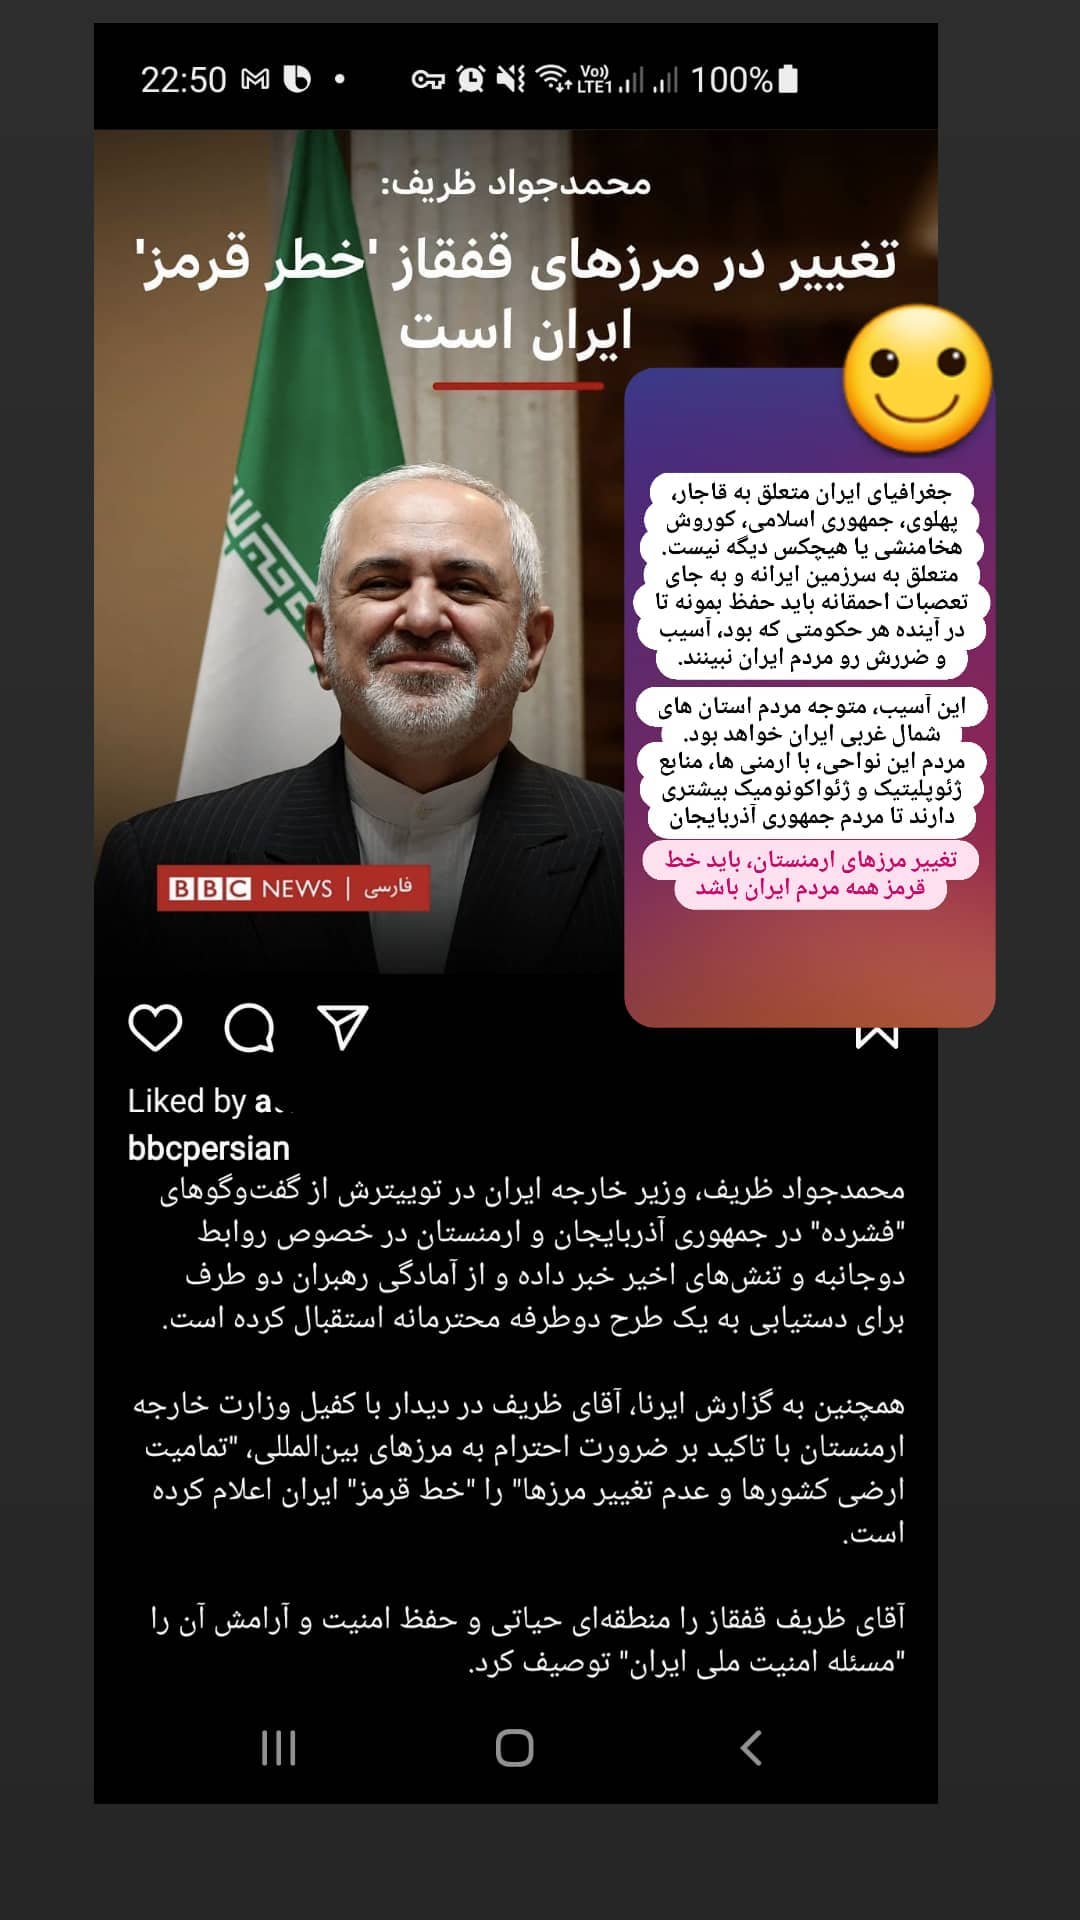 22:50
Vo)) LTE1 100%
محمدجواد ظریف:
تغییر در مرزهای قفقاز 'خطر قرمز'
ایران است
جغرافیای ایران متعلق به قاجار،
پهلوی، جمهوری اسلامی، کوروش
هخامنشی یا هیچکس دیگه نیست.
متعلق به سرزمین ایرانه و به جای
تعصبات احمقانه باید حفظ بمونه تا
در آینده هر حکومتی که بود، آسیب
و ضررش رو مردم ایران نبینند.
این آسیب، متوجه مردم استان های
شمال غربی ایران خواهد بود.
مردم این نواحی، با ارمنی ها، منابع
ژئوپلیتیک و ژئواکونومیک بیشتری
دارند تا مردم جمهوری آذربایجان
تغییر مرزهای ارمنستان، باید خط
قرمز همه مردم ایران باشد
BBC NEWS | فارسی
Liked by a
bbcpersian
محمدجواد ظریف، وزیر خارجه ایران در توییترش از گفت‌وگوهای
"فشرده" در جمهوری آذربایجان و ارمنستان در خصوص روابط
دوجانبه و تنش‌های اخیر خبر داده و از آمادگی رهبران دو طرف
برای دستیابی به یک طرح دوطرفه محترمانه استقبال کرده است.
همچنین به گزارش ایرنا، آقای ظریف در دیدار با کفیل وزارت خارجه
ارمنستان با تاکید بر ضرورت احترام به مرزهای بین‌المللی، "تمامیت
ارضی کشورها و عدم تغییر مرزها" را "خط قرمز" ایران اعلام کرده
است.
آقای ظریف قفقاز را منطقه‌ای حیاتی و حفظ امنیت و آرامش آن را
"مسئله امنیت ملی ایران" توصیف کرد.